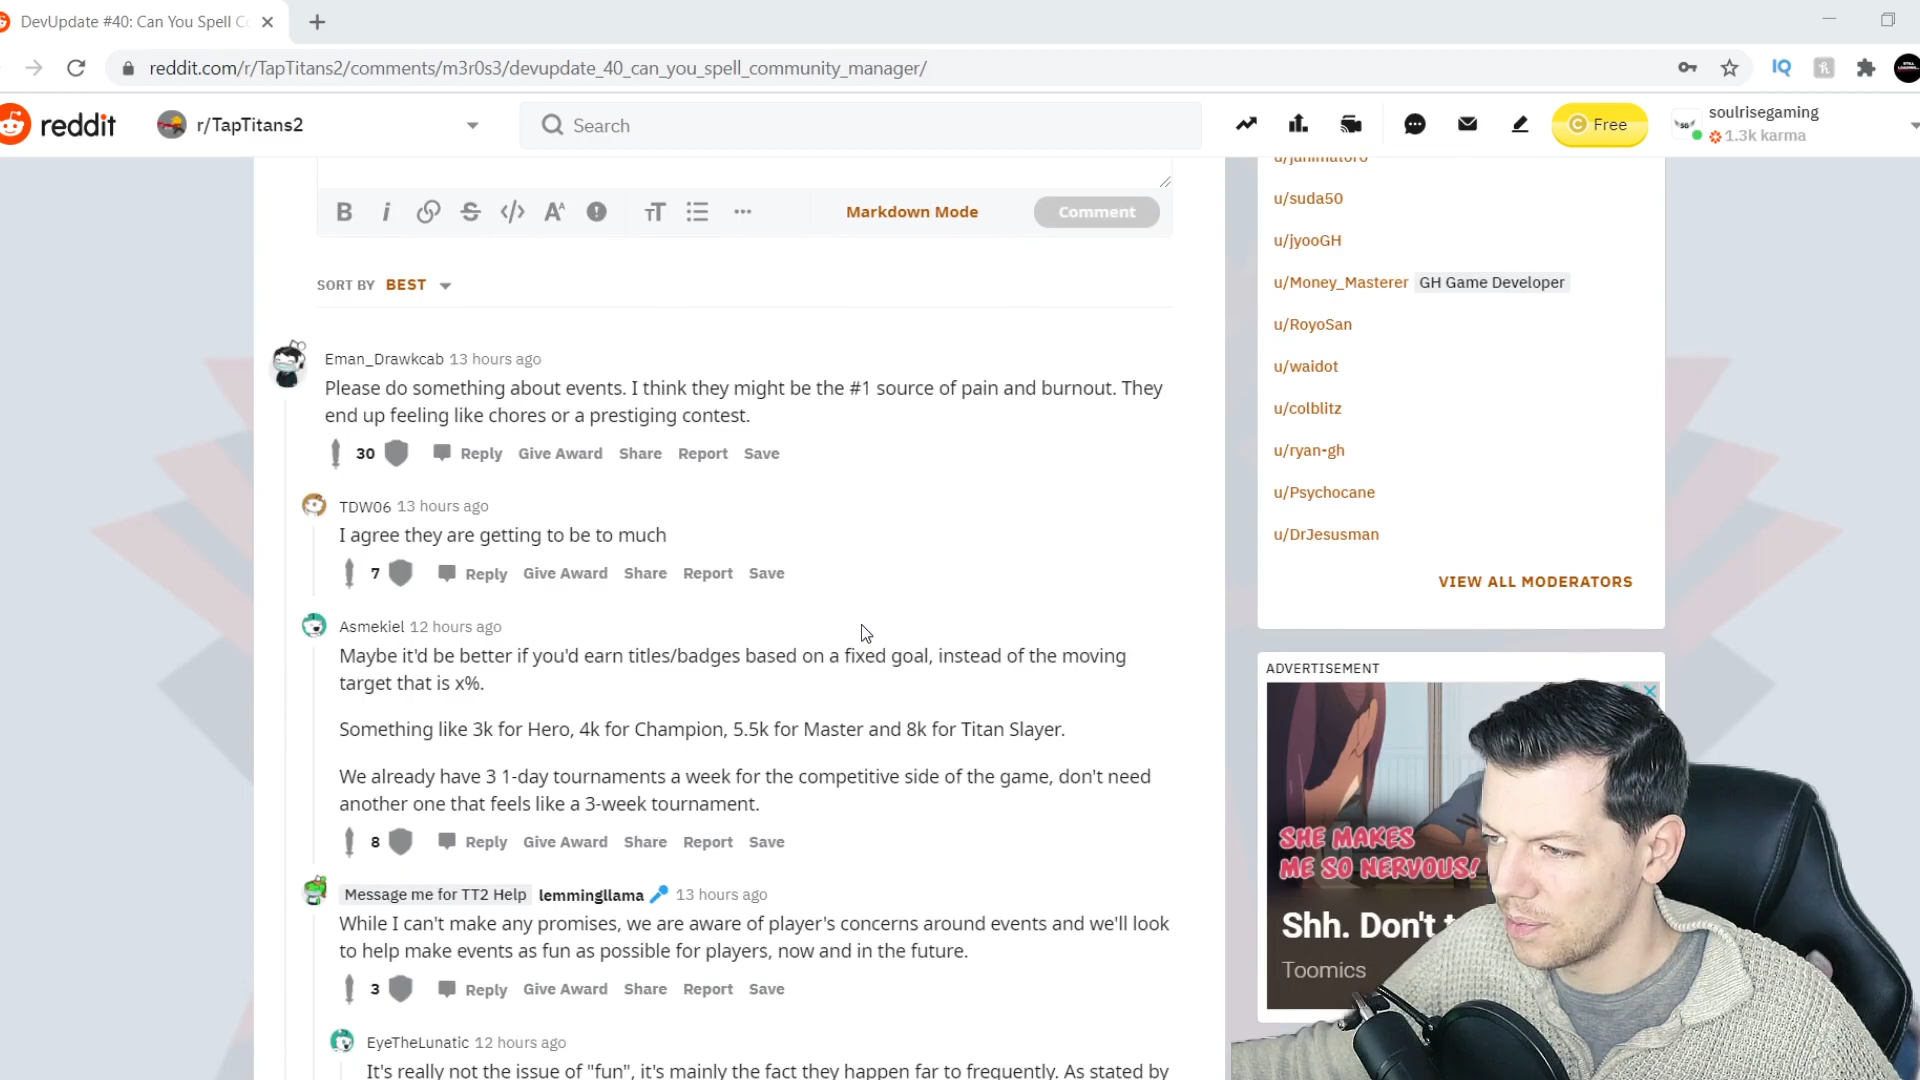 DevUpdate #40: Can You Spell Co
reddit.com/r/TapTitans2/comments/m3r0s3/devupdate_40_can_you_spell_community_manager/
IQ
reddit
r/TapTitans2
Search
Free
soulrisegaming
1.3k karma
SG
Markdown Mode
Comment
SORT BY BEST
Eman_Drawkcab 13 hours ago
Please do something about events. I think they might be the #1 source of pain and burnout. They
end up feeling like chores or a prestiging contest.
30 Reply Give Award Share Report Save
TDW06 13 hours ago
I agree they are getting to be to much
7 Reply Give Award Share Report Save
Asmekiel 12 hours ago
Maybe it'd be better if you'd earn titles/badges based on a fixed goal, instead of the moving
target that is x%.
Something like 3k for Hero, 4k for Champion, 5.5k for Master and 8k for Titan Slayer.
We already have 3 1-day tournaments a week for the competitive side of the game, don't need
another one that feels like a 3-week tournament.
8 Reply Give Award Share Report Save
Message me for TT2 Help lemmingllama 13 hours ago
While I can't make any promises, we are aware of player's concerns around events and we'll look
to help make events as fun as possible for players, now and in the future.
3 Reply Give Award Share Report Save
EyeTheLunatic 12 hours ago
It's really not the issue of "fun", it's mainly the fact they happen far to frequently. As stated by
u/suda50
u/jyooGH
u/Money_Masterer GH Game Developer
u/RoyoSan
u/waidot
u/colblitz
u/ryan-gh
u/Psychocane
u/DrJesusman
VIEW ALL MODERATORS
ADVERTISEMENT
SHE MAKES
ME SO NERVOUS!
Shh. Don't
Toomics